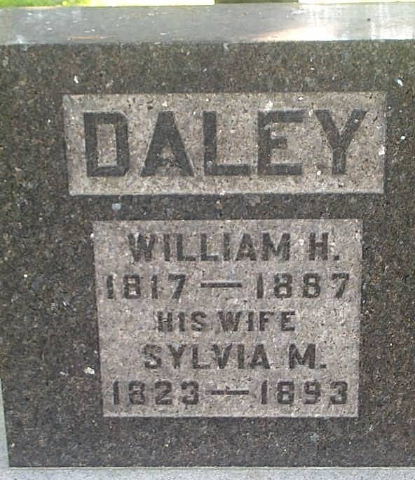 DALEY
WILLIAM H.
1817 — 1887
HIS WIFE
SYLVIA M.
1823 — 1893